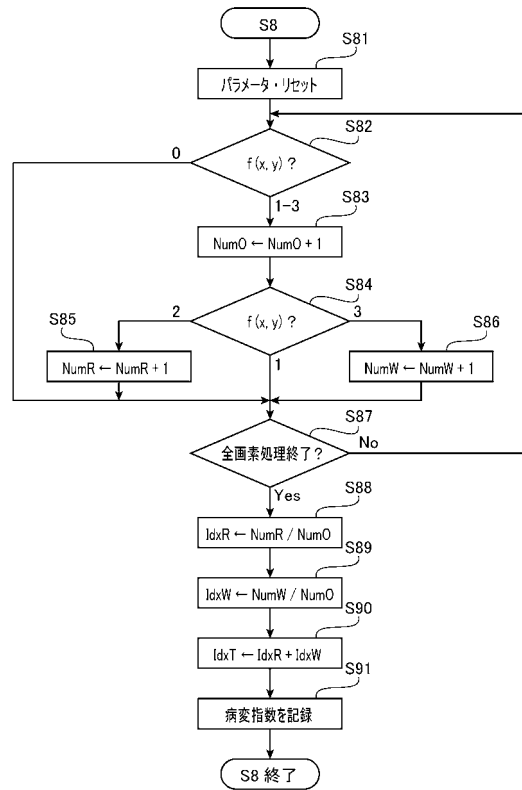 S8
S81
パラメータ・リセット
S82
0
f(x, y) ?
1-3
S83
NumO ← NumO + 1
S84
2
f(x, y) ?
3
S85
S86
NumR ← NumR + 1
1
NumW ← NumW + 1
S87
全画素処理終了?
No
Yes
S88
IdxR ← NumR / NumO
S89
IdxW ← NumW / NumO
S90
IdxT ← IdxR + IdxW
S91
病変指数を記録
S8 終了